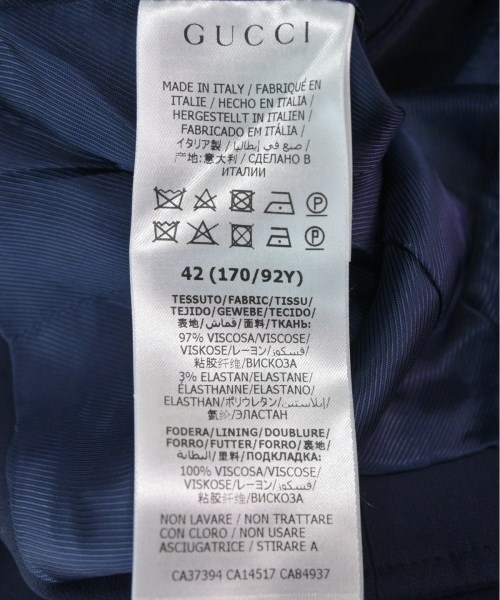 GUCCI
MADE IN ITALY / FABRIQUÉ EN
ITALIE / HECHO EN ITALIA /
HERGESTELLT IN ITALIEN /
FABRICADO EM ITÁLIA /
イタリア製 / صنع في إيطاليا /
产地:意大利 / СДЕЛАНО В
ИТАЛИИ
P
P
42 (170/92Y)
TESSUTO/FABRIC/TISSU/
TEJIDO/GEWEBE/TECIDO/
表地/قماش/面料/ТКАНЬ:
97% VISCOSA/VISCOSE/
VISKOSE/レーヨン/فسكوز/
粘胶纤维/ВИСКОЗА
3% ELASTAN/ELASTANE/
ELASTHANNE/ELASTANO/
ELASTHAN/ポリウレタン/إيلاستين/
氨纶/ЭЛАСТАН
FODERA/LINING/DOUBLURE/
FORRO/FUTTER/FORRO/裏地/
البطانة/里料/ПОДКЛАДКА:
100% VISCOSA/VISCOSE/
VISKOSE/レーヨン/فسكوز/
粘胶纤维/ВИСКОЗА
NON LAVARE / NON TRATTARE
CON CLORO / NON USARE
ASCIUGATRICE / STIRARE A
CA37394 CA14517 CA84937